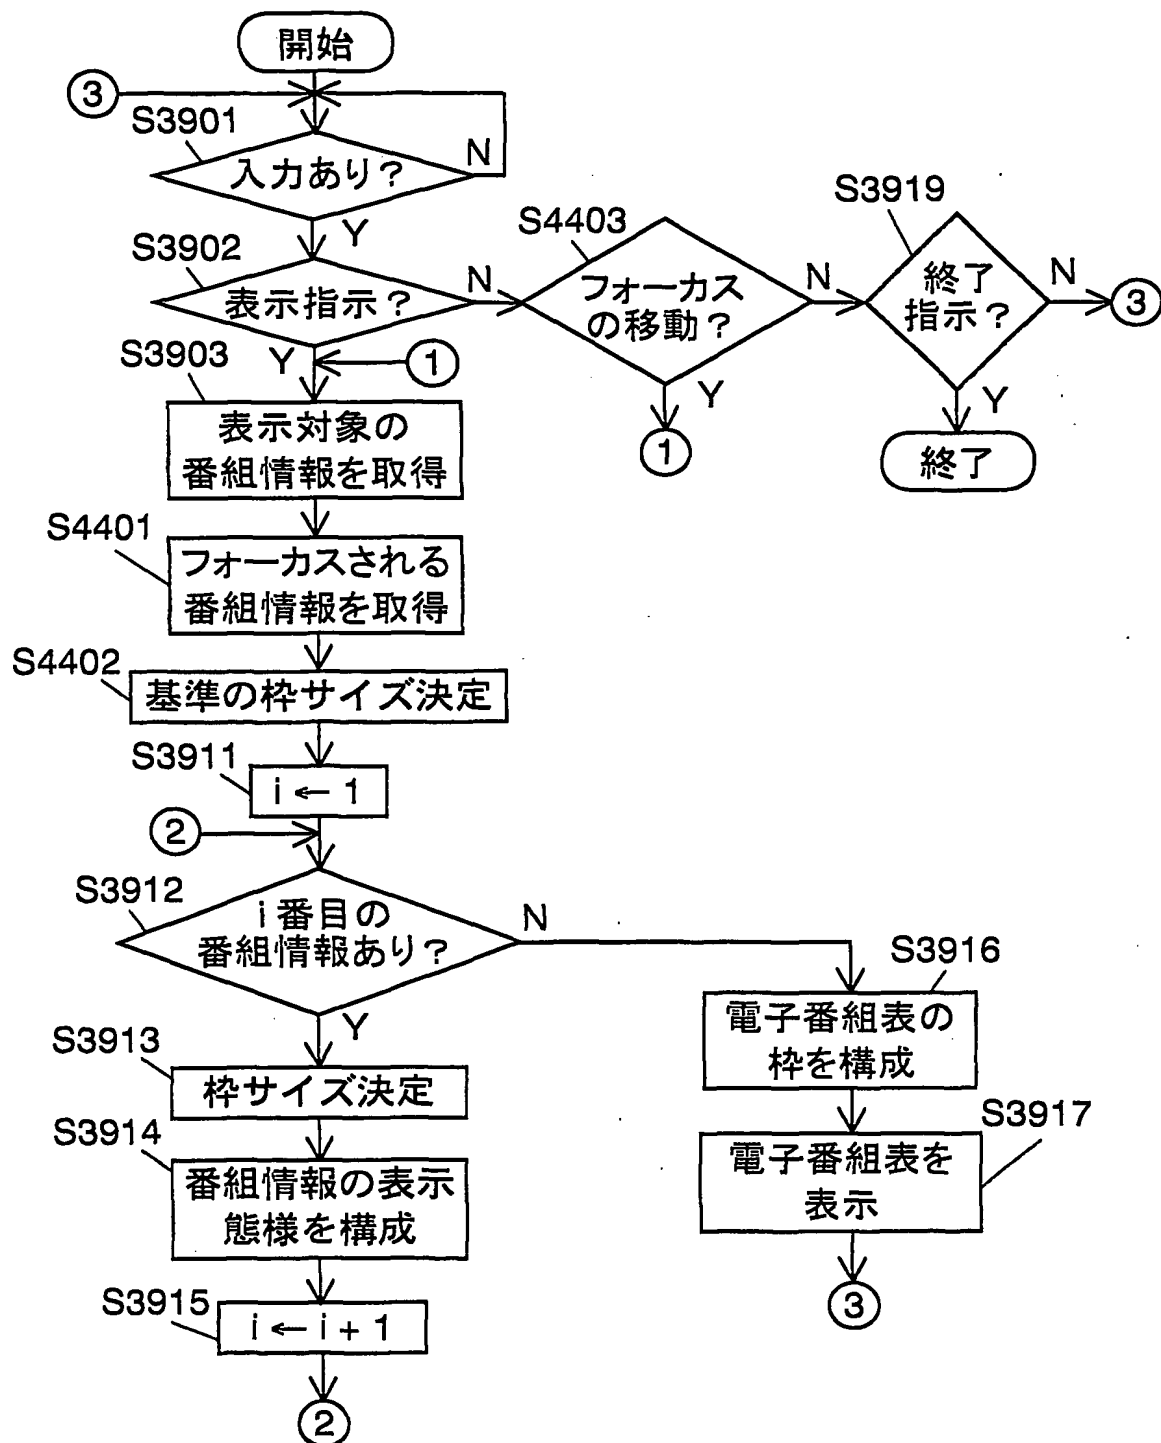 開始
③
S3901
入力あり？
N
Y
S3902
表示指示？
N
Y
S4403
フォーカス
の移動？
N
Y
①
S3919
終了
指示？
N
③
Y
終了
①
S3903
表示対象の
番組情報を取得
S4401
フォーカスされる
番組情報を取得
S4402
基準の枠サイズ決定
S3911
i ← 1
②
S3912
i番目の
番組情報あり？
N
Y
S3913
枠サイズ決定
S3914
番組情報の表示
態様を構成
S3915
i ← i + 1
②
S3916
電子番組表の
枠を構成
S3917
電子番組表を
表示
③